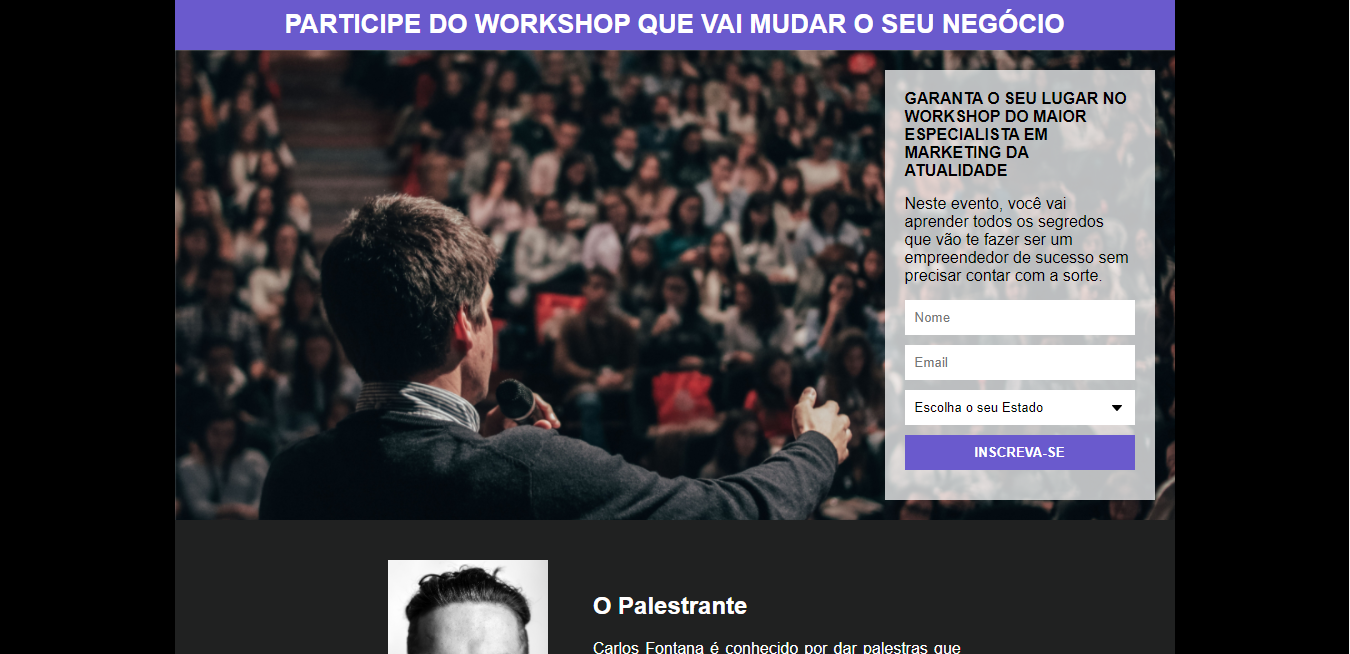 PARTICIPE DO WORKSHOP QUE VAI MUDAR O SEU NEGÓCIO
GARANTA O SEU LUGAR NO
WORKSHOP DO MAIOR
ESPECIALISTA EM
MARKETING DA
ATUALIDADE
Neste evento, você vai
aprender todos os segredos
que vão te fazer ser um
empreendedor de sucesso sem
precisar contar com a sorte.
Nome
Email
Escolha o seu Estado
INSCREVA-SE
O Palestrante
Carlos Fontana é conhecido por dar palestras que